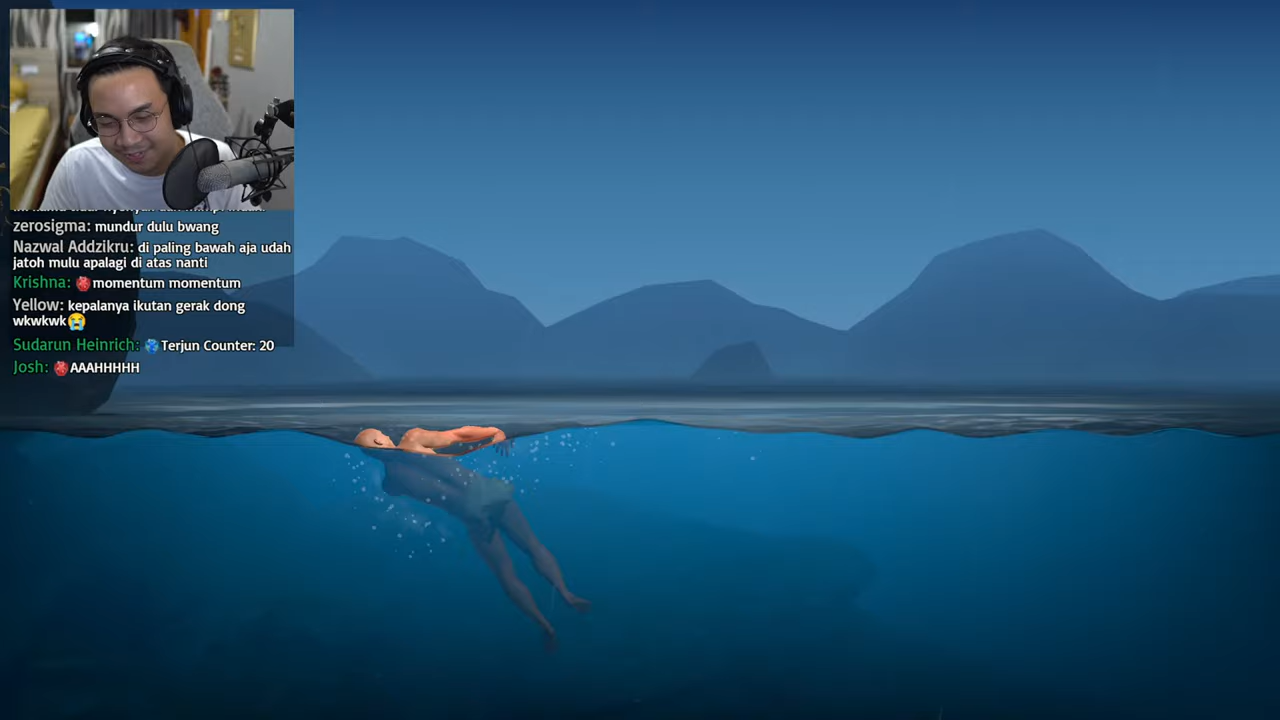 zerosigma: mundur dulu bwang
Nazwal Addzikru: di paling bawah aja udah
jatoh mulu apalagi di atas nanti
Krishna: momentum momentum
Yellow: kepalanya ikutan gerak dong
wkwkwk😭
Sudarun Heinrich: Terjun Counter: 20
Josh: AAAHHHHH